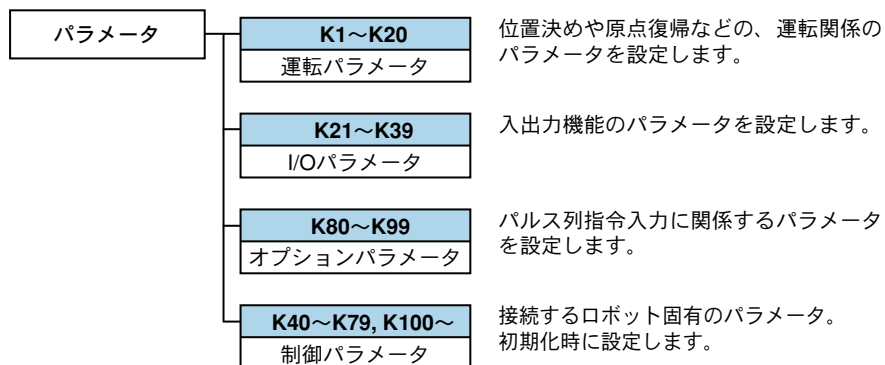 パラメータ
K1～K20
運転パラメータ
位置決めや原点復帰などの、運転関係の
パラメータを設定します。
K21～K39
I/Oパラメータ
入出力機能のパラメータを設定します。
K80～K99
オプションパラメータ
パルス列指令入力に関係するパラメータ
を設定します。
K40～K79, K100～
制御パラメータ
接続するロボット固有のパラメータ。
初期化時に設定します。